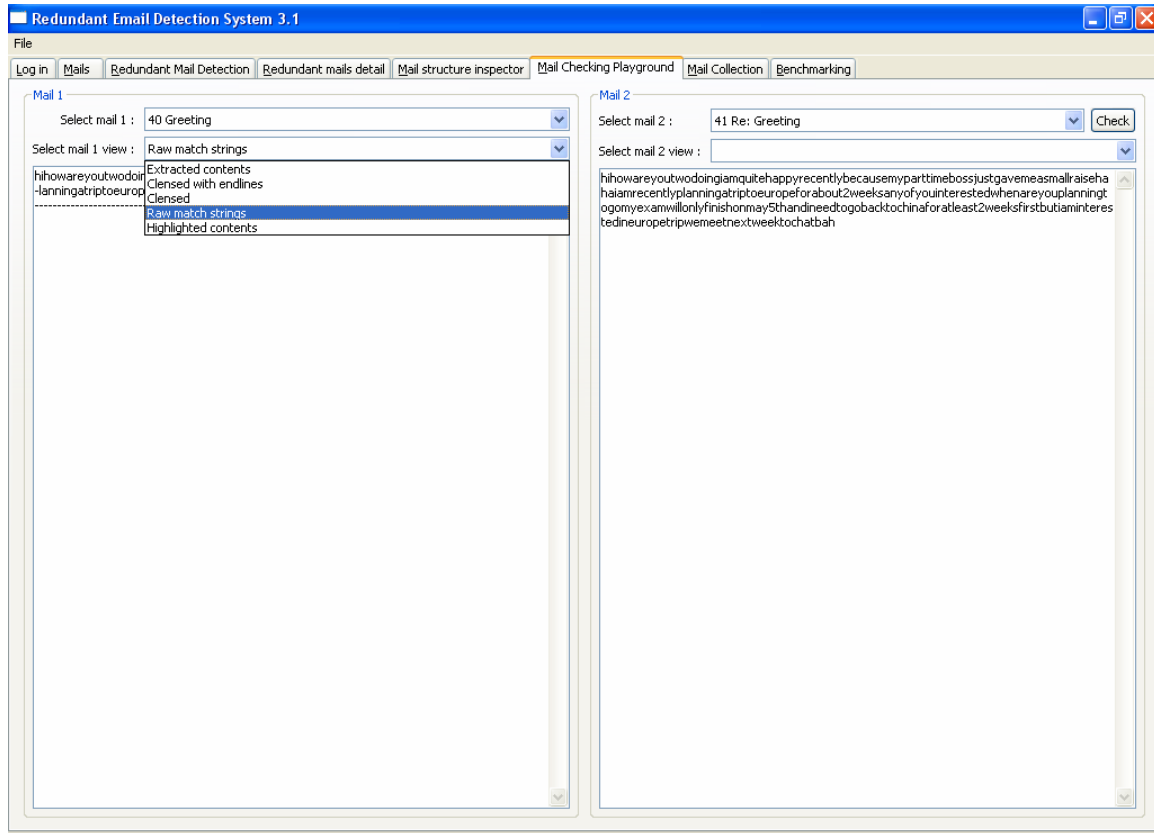 Redundant Email Detection System 3.1
File
Log in Mails Redundant Mail Detection Redundant mails detail Mail structure inspector Mail Checking Playground Mail Collection Benchmarking
Mail 1
Select mail 1 : 40 Greeting
Select mail 1 view : Raw match strings
Extracted contents
Clensed with endlines
Clensed
Raw match strings
Highlighted contents
hihowareyoutwodoin
-lanningatriptoeurop
Mail 2
Select mail 2 : 41 Re: Greeting Check
Select mail 2 view :
hihowareyoutwodoingiamquitehappyrecentlybecausemyparttimebossjustgavemeasmallraiseha
haiamrecentlyplanningatriptoeuropeforabout2weeksanyofyouinterestedwhenareyouplanningt
ogomyexamwillonlyfinishonmay5thandineedtogobacktochinaforatleast2weeksfirstbutiaminteres
tedineuropetripwemeetnextweektochatbah